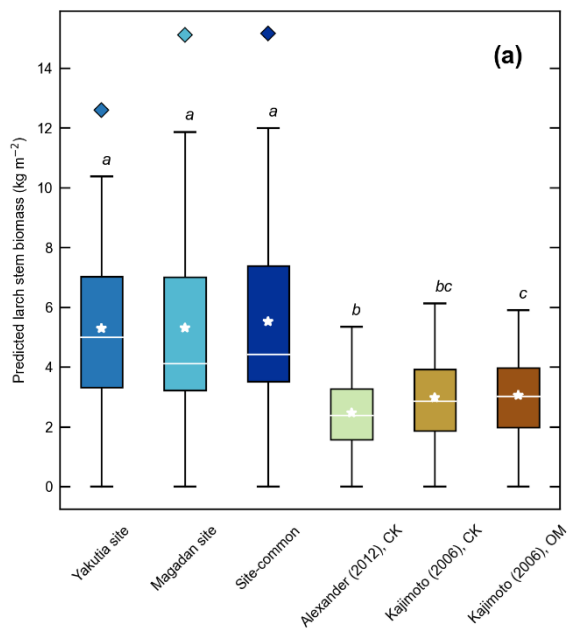 (a)
Predicted larch stem biomass (kg m⁻²)
14
12
10
8
6
4
2
0
a
a
a
b
bc
c
Yakutia site
Magadan site
Site-common
Alexander (2012), CK
Kajimoto (2006), CK
Kajimoto (2006), OM